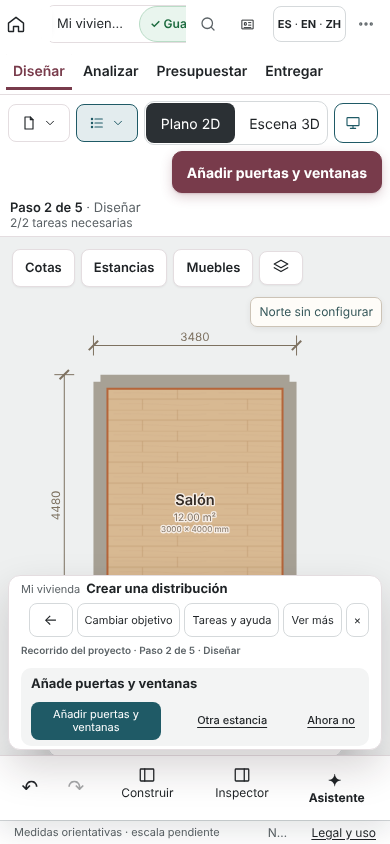 Mi vivien...
✓ Gua
ES · EN · ZH
Diseñar
Analizar
Presupuestar
Entregar
Plano 2D
Escena 3D
Añadir puertas y ventanas
Paso 2 de 5 · Diseñar
2/2 tareas necesarias
Cotas
Estancias
Muebles
Norte sin configurar
3480
4480
Salón
12.00 m²
3000 × 4000 mm
Mi vivienda Crear una distribución
←
Cambiar objetivo
Tareas y ayuda
Ver más
×
Recorrido del proyecto · Paso 2 de 5 · Diseñar
Añade puertas y ventanas
Añadir puertas y
ventanas
Otra estancia
Ahora no
Construir
Inspector
Asistente
Medidas orientativas · escala pendiente
N...
Legal y uso